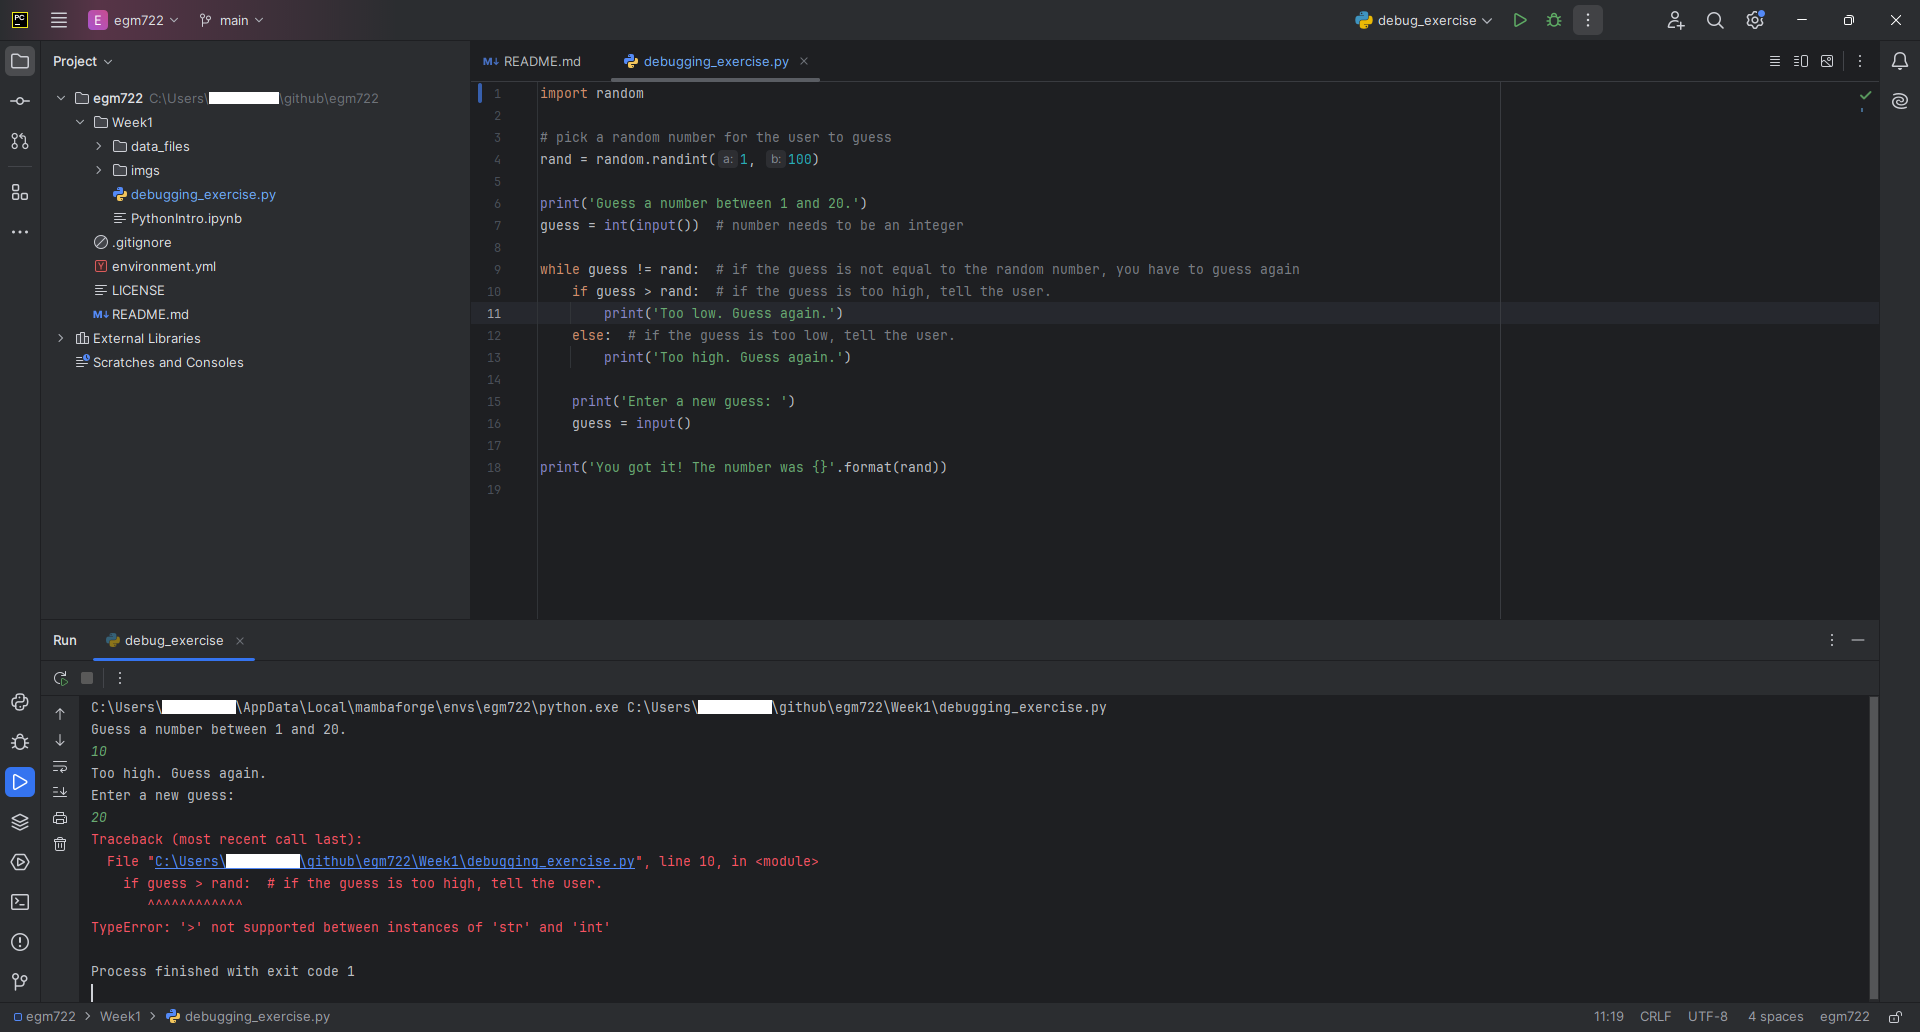 PC
E egm722 main debug_exercise
Project
README.md debugging_exercise.py
egm722 C:\Users\ \github\egm722
Week1
data_files
imgs
debugging_exercise.py
PythonIntro.ipynb
.gitignore
environment.yml
LICENSE
README.md
External Libraries
Scratches and Consoles
1 import random
2
3 # pick a random number for the user to guess
4 rand = random.randint( a: 1, b: 100)
5
6 print('Guess a number between 1 and 20.')
7 guess = int(input())  # number needs to be an integer
8
9 while guess != rand:  # if the guess is not equal to the random number, you have to guess again
10     if guess > rand:  # if the guess is too high, tell the user.
11         print('Too low. Guess again.')
12     else:  # if the guess is too low, tell the user.
13         print('Too high. Guess again.')
14
15     print('Enter a new guess: ')
16     guess = input()
17
18 print('You got it! The number was {}'.format(rand))
19
Run debug_exercise
C:\Users\ \AppData\Local\mambaforge\envs\egm722\python.exe C:\Users\ \github\egm722\Week1\debugging_exercise.py
Guess a number between 1 and 20.
10
Too high. Guess again.
Enter a new guess:
20
Traceback (most recent call last):
  File "C:\Users\ \github\egm722\Week1\debugging_exercise.py", line 10, in <module>
    if guess > rand:  # if the guess is too high, tell the user.
       ^^^^^^^^^^^^
TypeError: '>' not supported between instances of 'str' and 'int'
Process finished with exit code 1
egm722 > Week1 > debugging_exercise.py 11:19 CRLF UTF-8 4 spaces egm722